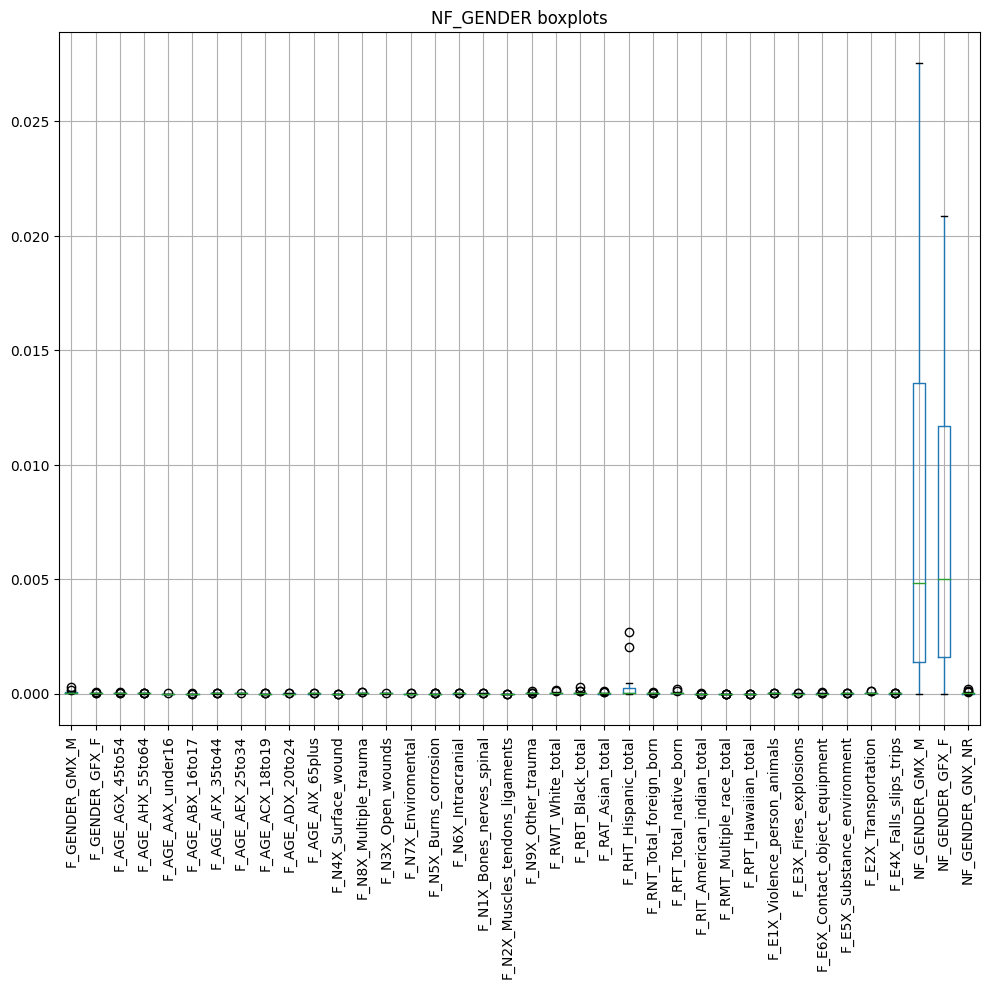 NF_GENDER boxplots
0.025
0.020
0.015
0.010
0.005
0.000
F_GENDER_GMX_M
F_GENDER_GFX_F
F_AGE_AGX_45to54
F_AGE_AHX_55to64
F_AGE_AAX_under16
F_AGE_ABX_16to17
F_AGE_AFX_35to44
F_AGE_AEX_25to34
F_AGE_ACX_18to19
F_AGE_ADX_20to24
F_AGE_AIX_65plus
F_N4X_Surface_wound
F_N8X_Multiple_trauma
F_N3X_Open_wounds
F_N7X_Enviromental
F_N5X_Burns_corrosion
F_N6X_Intracranial
F_N1X_Bones_nerves_spinal
F_N2X_Muscles_tendons_ligaments
F_N9X_Other_trauma
F_RWT_White_total
F_RBT_Black_total
F_RAT_Asian_total
F_RHT_Hispanic_total
F_RNT_Total_foreign_born
F_RFT_Total_native_born
F_RIT_American_indian_total
F_RMT_Multiple_race_total
F_RPT_Hawaiian_total
F_E1X_Violence_person_animals
F_E3X_Fires_explosions
F_E6X_Contact_object_equipment
F_E5X_Substance_environment
F_E2X_Transportation
F_E4X_Falls_slips_trips
NF_GENDER_GMX_M
NF_GENDER_GFX_F
NF_GENDER_GNX_NR